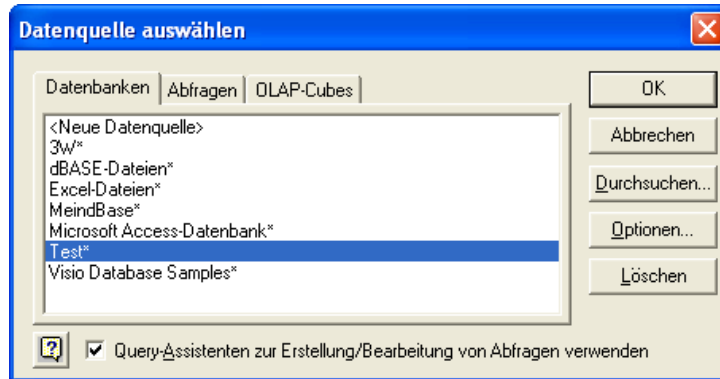 Datenquelle auswählen
Datenbanken Abfragen OLAP-Cubes
<Neue Datenquelle>
3W*
dBASE-Dateien*
Excel-Dateien*
MeindBase*
Microsoft Access-Datenbank*
Test*
Visio Database Samples*
OK
Abbrechen
Durchsuchen...
Optionen...
Löschen
Query-Assistenten zur Erstellung/Bearbeitung von Abfragen verwenden